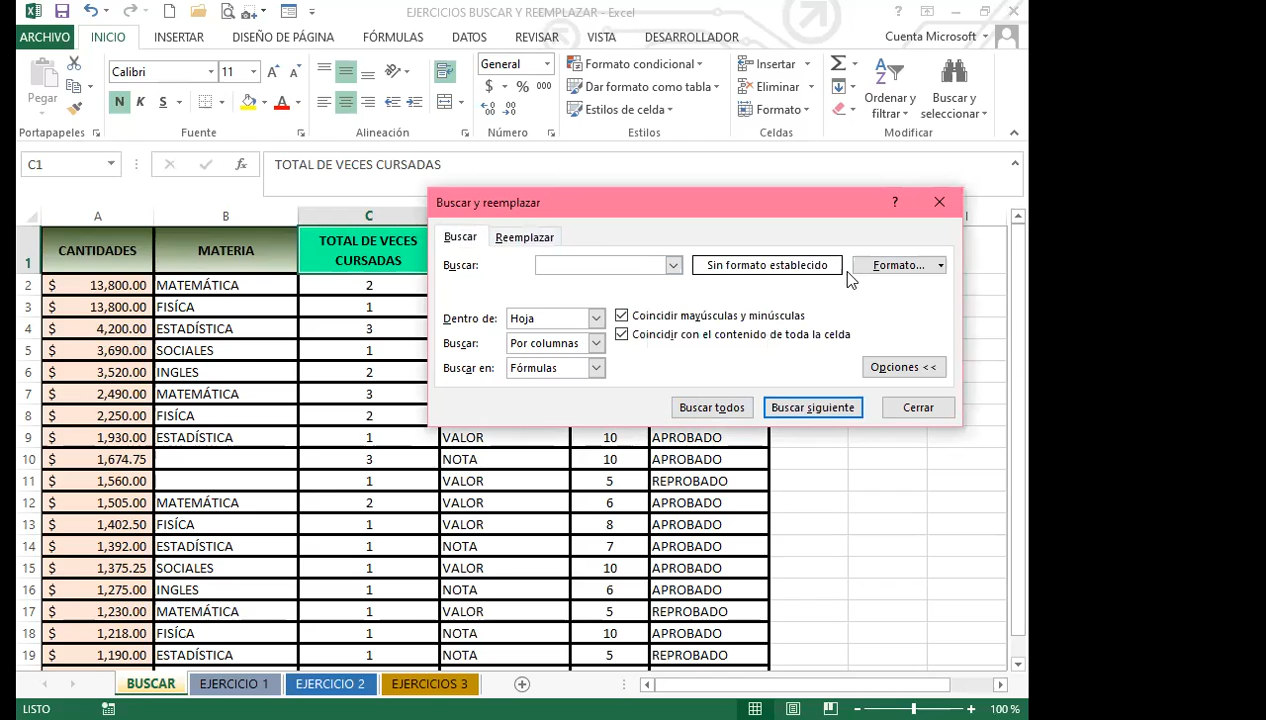 EJERCICIOS BUSCAR Y REEMPLAZAR - Excel
ARCHIVO INICIO INSERTAR DISEÑO DE PÁGINA FÓRMULAS DATOS REVISAR VISTA DESARROLLADOR Cuenta Microsoft
Pegar
Portapapeles
Calibri 11
N K S
Fuente
Alineación
General
$ % 000
Número
Formato condicional
Dar formato como tabla
Estilos de celda
Estilos
Insertar
Eliminar
Formato
Celdas
Ordenar y filtrar
Buscar y seleccionar
Modificar
C1 fx TOTAL DE VECES CURSADAS
A B C I
1 CANTIDADES MATERIA TOTAL DE VECES CURSADAS
2 $ 13,800.00 MATEMÁTICA 2
3 $ 13,800.00 FISÍCA 1
4 $ 4,200.00 ESTADÍSTICA 3
5 $ 3,690.00 SOCIALES 1
6 $ 3,520.00 INGLES 2
7 $ 2,490.00 MATEMÁTICA 3
8 $ 2,250.00 FISÍCA 2
9 $ 1,930.00 ESTADÍSTICA 1 VALOR 10 APROBADO
10 $ 1,674.75 3 NOTA 10 APROBADO
11 $ 1,560.00 1 VALOR 5 REPROBADO
12 $ 1,505.00 MATEMÁTICA 2 VALOR 6 APROBADO
13 $ 1,402.50 FISÍCA 1 VALOR 8 APROBADO
14 $ 1,392.00 ESTADÍSTICA 1 NOTA 7 APROBADO
15 $ 1,375.25 SOCIALES 1 VALOR 10 APROBADO
16 $ 1,275.00 INGLES 1 NOTA 6 APROBADO
17 $ 1,230.00 MATEMÁTICA 1 VALOR 5 REPROBADO
18 $ 1,218.00 FISÍCA 1 NOTA 10 APROBADO
19 $ 1,190.00 ESTADÍSTICA 1 NOTA 5 REPROBADO
Buscar y reemplazar ?
Buscar Reemplazar
Buscar: Sin formato establecido Formato...
Dentro de: Hoja Coincidir mayúsculas y minúsculas
Buscar: Por columnas Coincidir con el contenido de toda la celda
Buscar en: Fórmulas Opciones <<
Buscar todos Buscar siguiente Cerrar
BUSCAR EJERCICIO 1 EJERCICIO 2 EJERCICIOS 3
LISTO 100 %